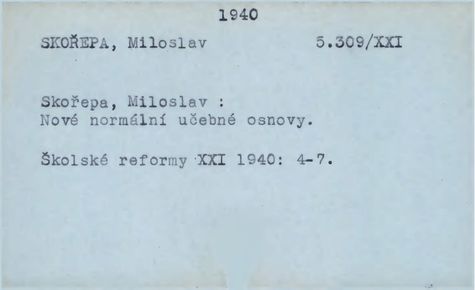 1940
SKOŘEPA, Miloslav 5.309/XXI
Skořepa, Miloslav :
Nové normální učebné osnovy.
Školské reformy XXI 1940: 4-7.